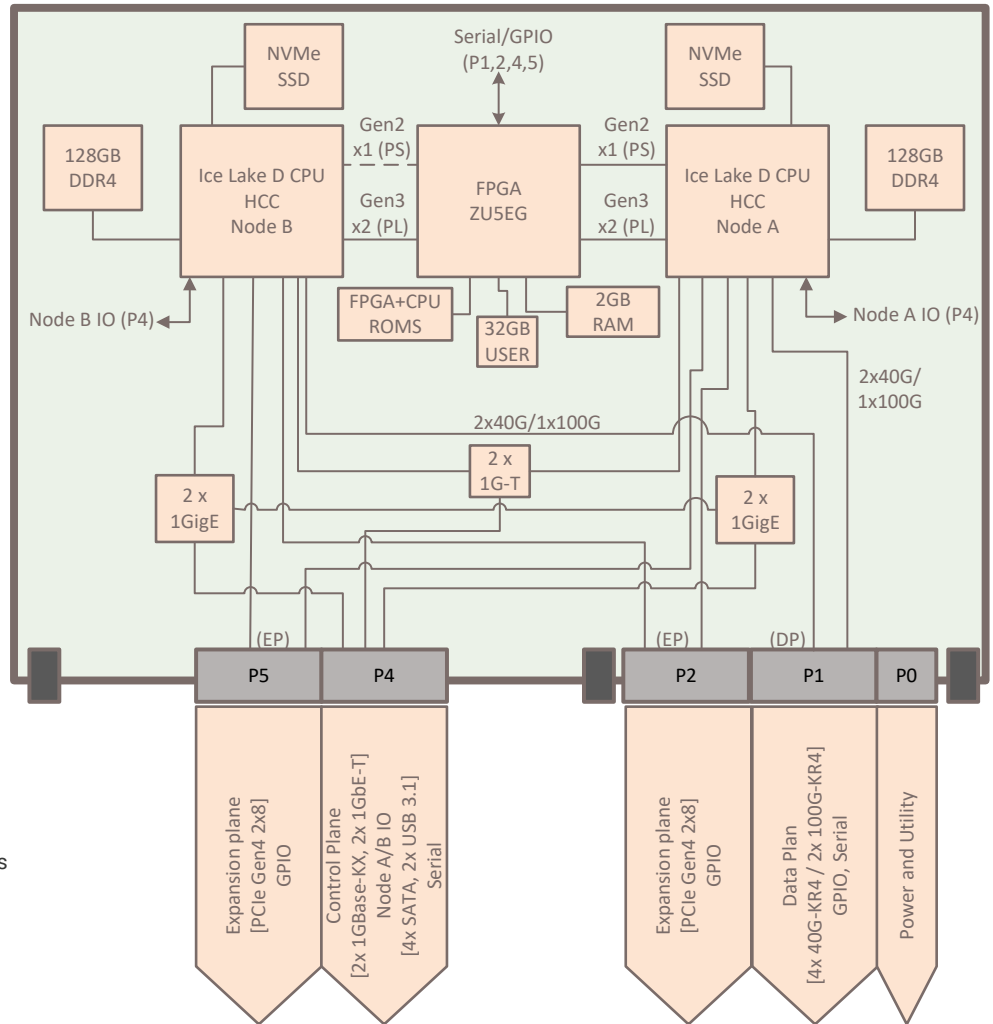 Serial/GPIO
(P1,2,4,5)
NVMe
SSD
NVMe
SSD
128GB
DDR4
Ice Lake D CPU
HCC
Node B
Gen2
x1 (PS)
Gen3
x2 (PL)
FPGA
ZU5EG
Gen2
x1 (PS)
Gen3
x2 (PL)
Ice Lake D CPU
HCC
Node A
128GB
DDR4
Node B IO (P4)
FPGA+CPU
ROMS
32GB
USER
2GB
RAM
Node A IO (P4)
2x40G/
1x100G
2x40G/1x100G
2 x
1G-T
2 x
1GigE
2 x
1GigE
(EP)
(EP)
(DP)
P5
P4
P2
P1
P0
s
Expansion plane
[PCIe Gen4 2x8]
GPIO
Control Plane
[2x 1GBase-KX, 2x 1GbE-T]
Node A/B IO
[4x SATA, 2x USB 3.1]
Serial
Expansion plane
[PCIe Gen4 2x8]
GPIO
Data Plan
[4x 40G-KR4 / 2x 100G-KR4]
GPIO, Serial
Power and Utility